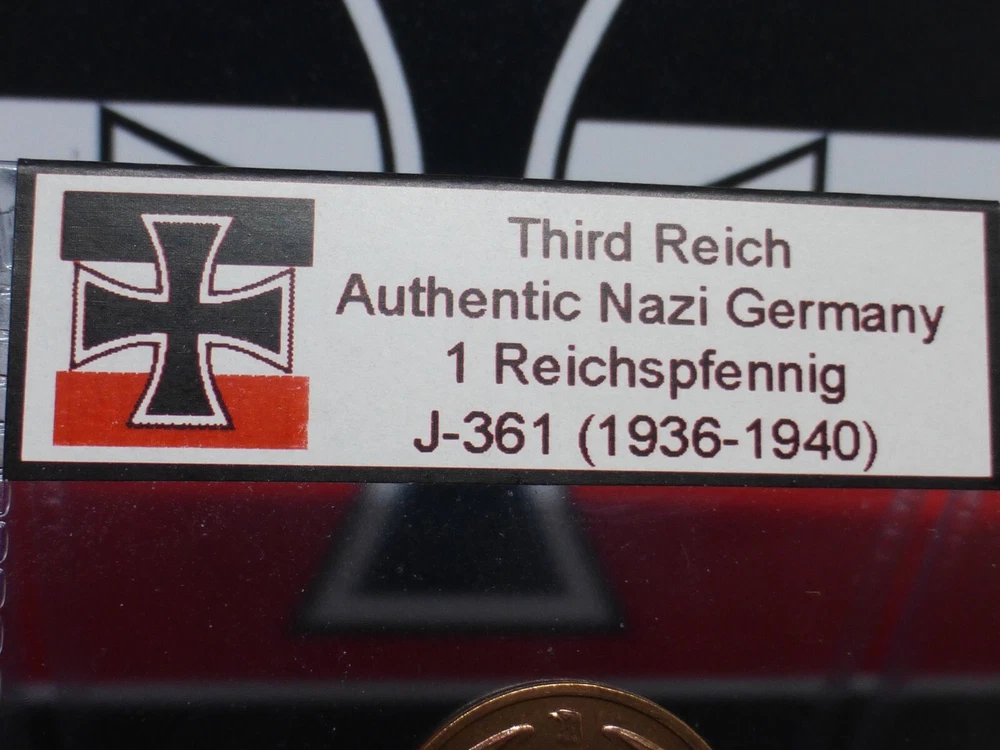 Third Reich
Authentic Nazi Germany
1 Reichspfennig
J-361 (1936-1940)